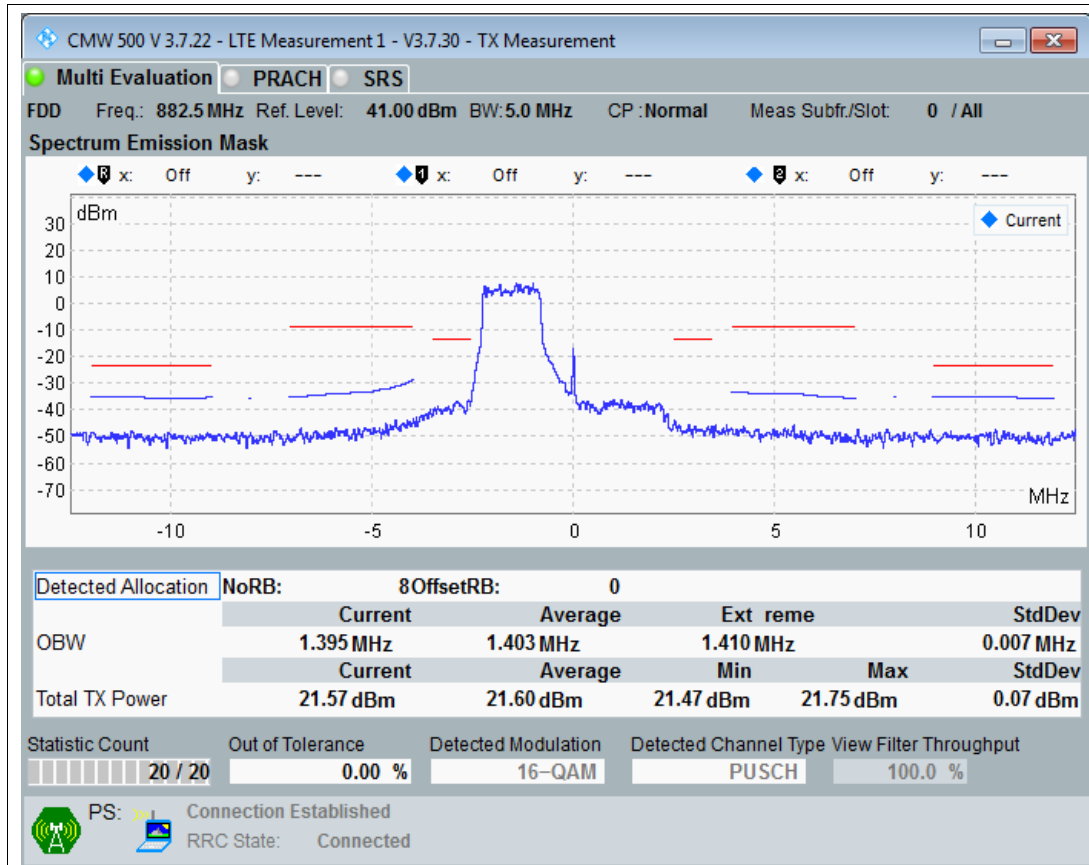 CMW 500 V 3.7.22 - LTE Measurement 1 - V3.7.30 - TX Measurement
Multi Evaluation PRACH SRS
FDD Freq.: 882.5 MHz Ref. Level: 41.00 dBm BW: 5.0 MHz CP : Normal Meas Subfr./Slot: 0 / All
Spectrum Emission Mask
R x: Off y: --- 1 x: Off y: --- 2 x: Off y: ---
dBm
Current
30
20
10
0
-10
-20
-30
-40
-50
-60
-70
MHz
-10 -5 0 5 10
Detected Allocation NoRB: 8 OffsetRB: 0
Current Average Ext reme StdDev
OBW 1.395 MHz 1.403 MHz 1.410 MHz 0.007 MHz
Current Average Min Max StdDev
Total TX Power 21.57 dBm 21.60 dBm 21.47 dBm 21.75 dBm 0.07 dBm
Statistic Count Out of Tolerance Detected Modulation Detected Channel Type View Filter Throughput
20 / 20 0.00 % 16-QAM PUSCH 100.0 %
PS: Connection Established
RRC State: Connected